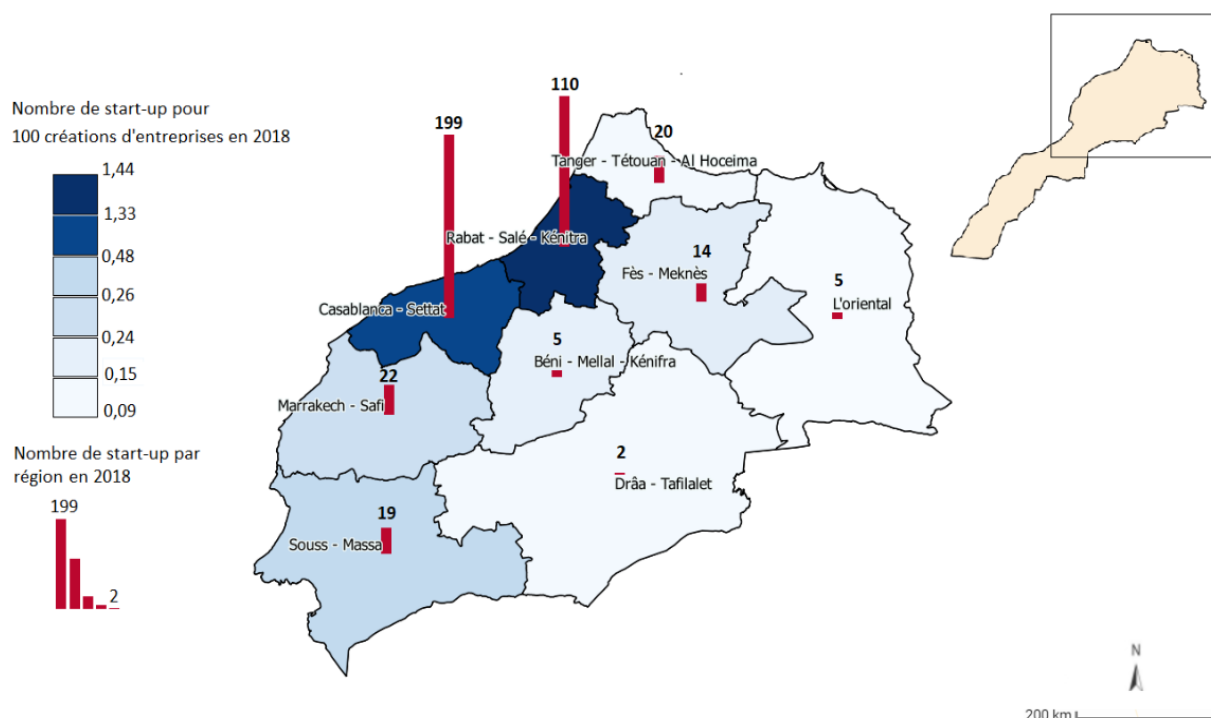 Nombre de start-up pour
100 créations d'entreprises en 2018
1,44
1,33
0,48
0,26
0,24
0,15
0,09
Nombre de start-up par
région en 2018
199
2
110
199
20
Tanger - Tétouan - Al Hoceima
Rabat - Salé - Kénitra
14
Fès - Meknès
5
L'oriental
Casablanca - Settat
5
Béni - Mellal - Kénifra
22
Marrakech - Safi
2
Drâa - Tafilalet
19
Souss - Massa
N
200 km